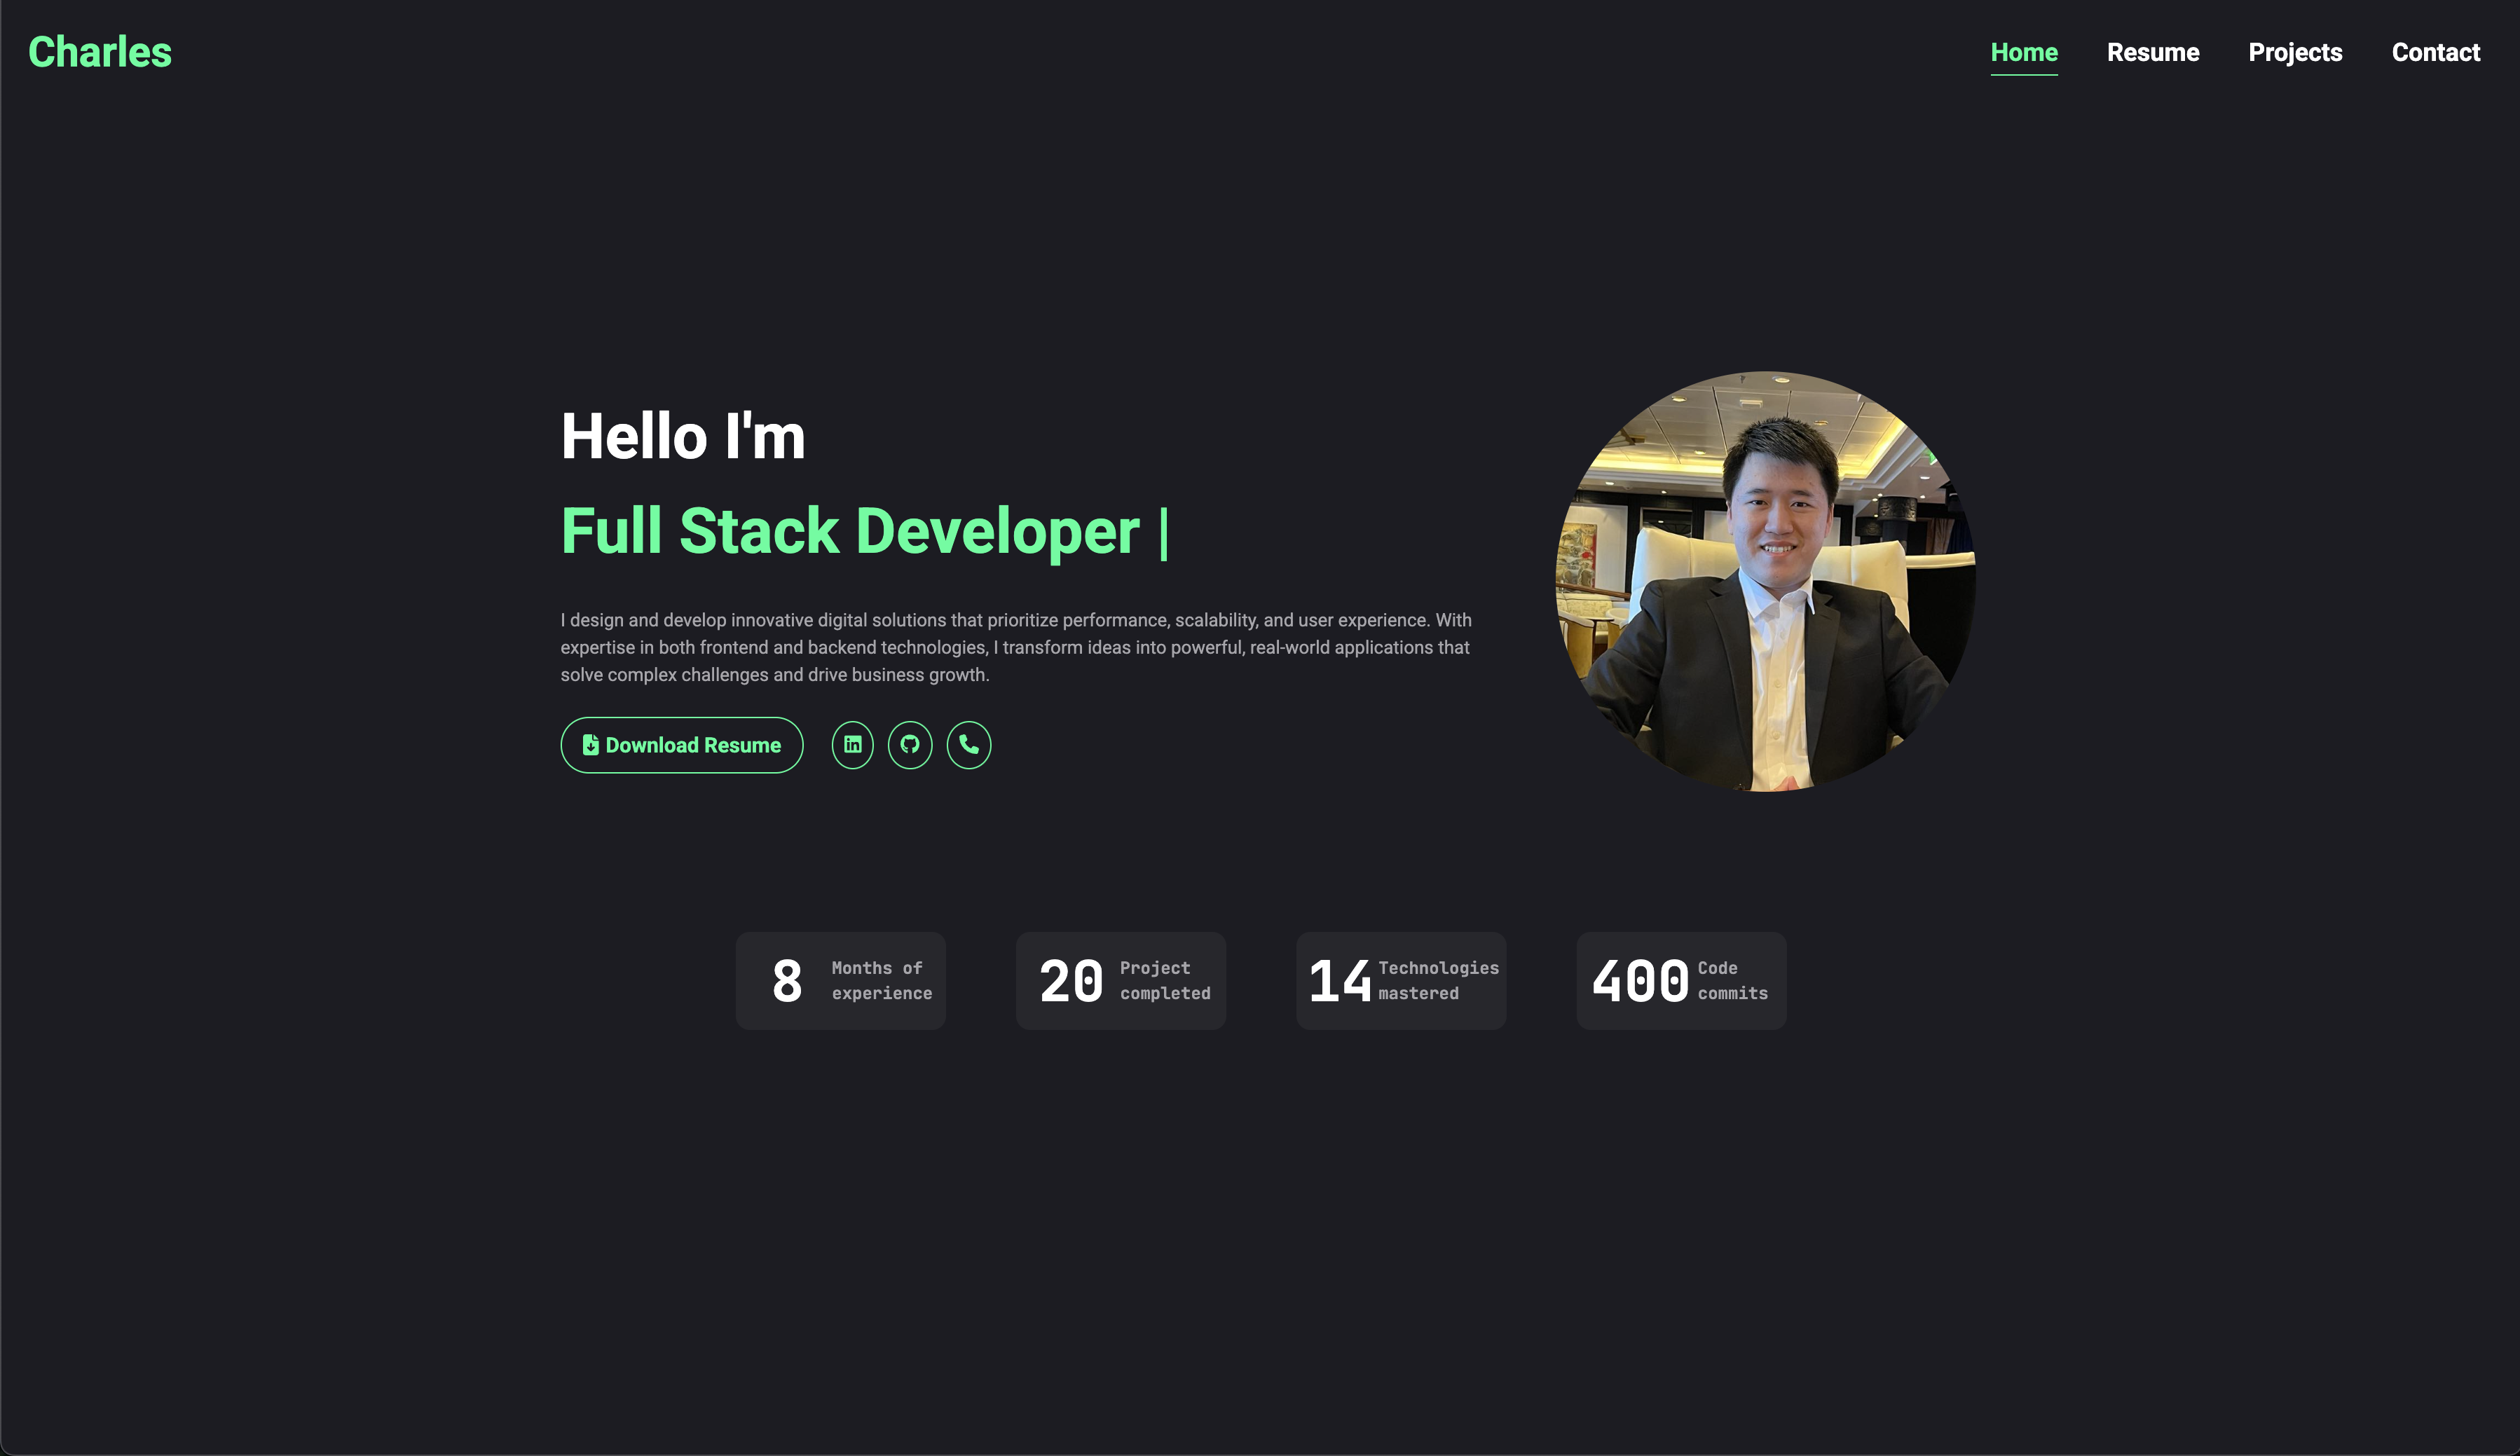 Charles
Home Resume Projects Contact
Hello I'm
Full Stack Developer |
I design and develop innovative digital solutions that prioritize performance, scalability, and user experience. With
expertise in both frontend and backend technologies, I transform ideas into powerful, real-world applications that
solve complex challenges and drive business growth.
Download Resume
8 Months of
experience
20 Project
completed
14 Technologies
mastered
400 Code
commits